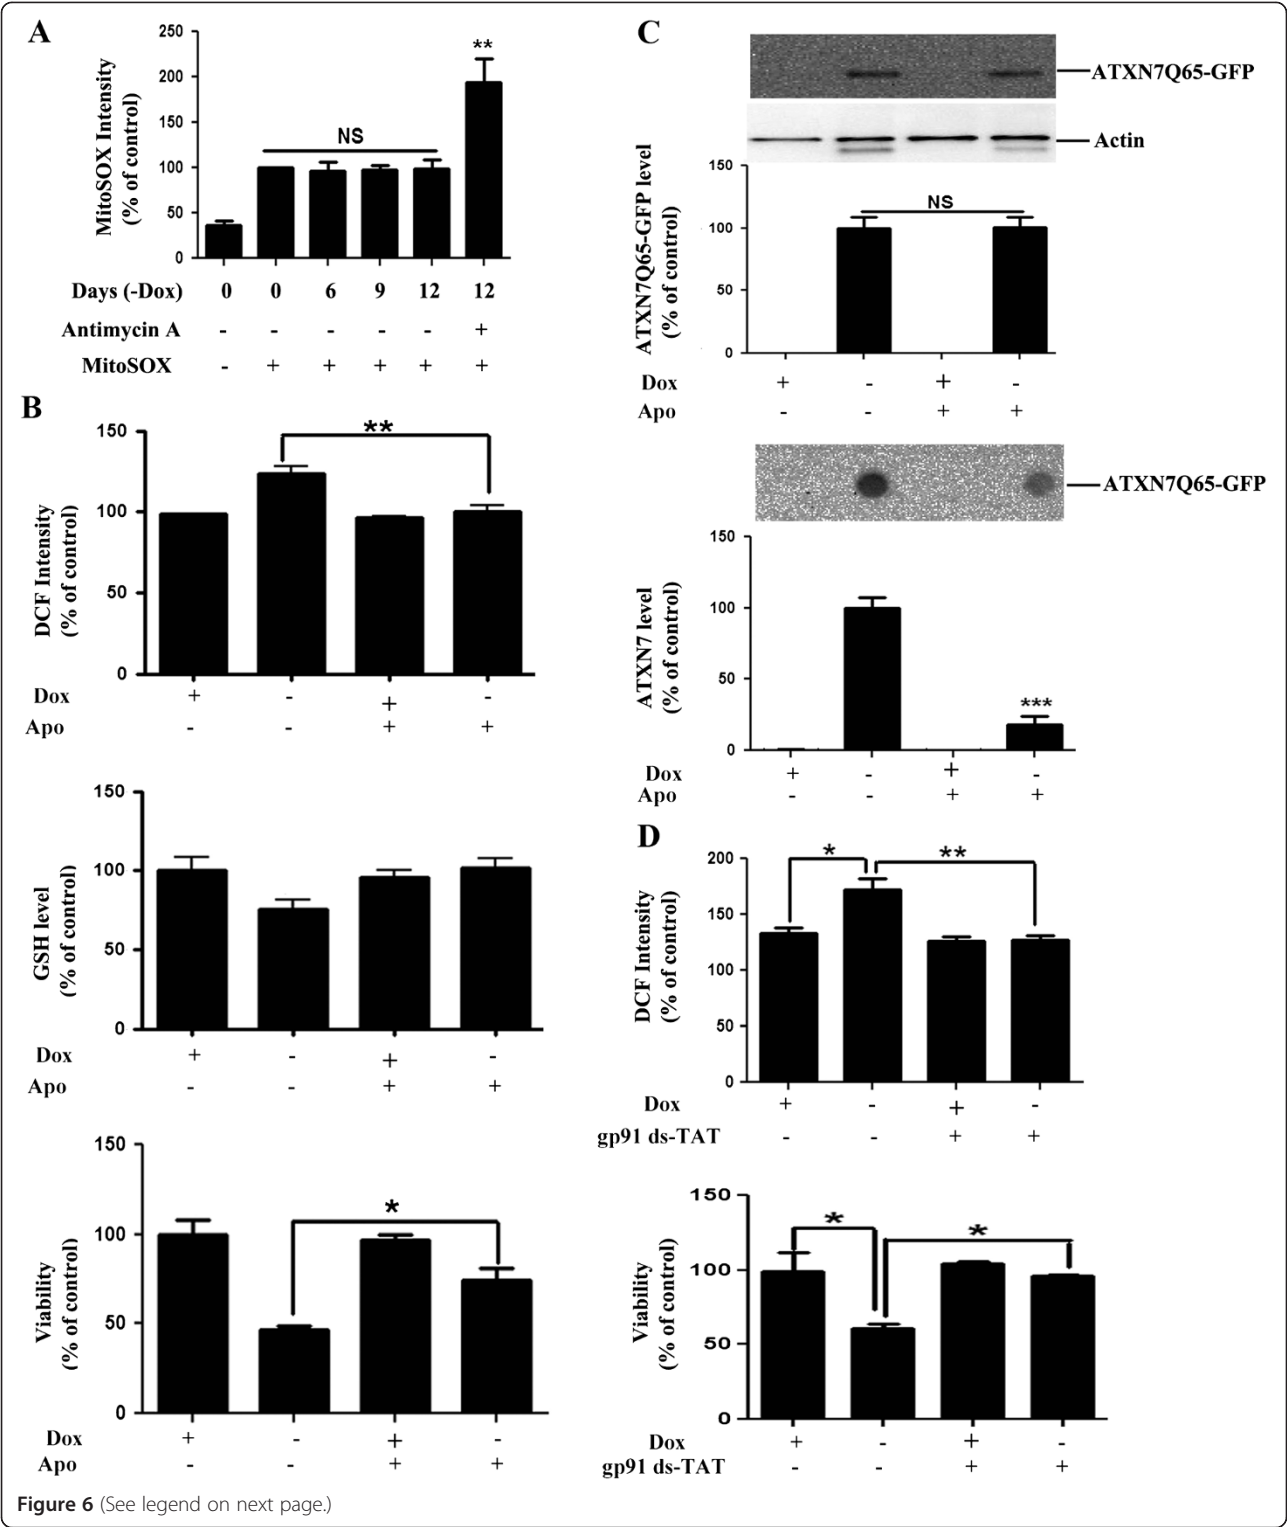 A
250
200
150
100
50
0
**
NS
MitoSOX Intensity
(% of control)
Days (-Dox) 0 0 6 9 12 12
Antimycin A - - - - - +
MitoSOX - + + + + +
B
150
100
50
0
**
DCF Intensity
(% of control)
Dox + - + -
Apo - - + +
150
100
50
0
GSH level
(% of control)
Dox + - + -
Apo - - + +
150
100
50
0
*
Viability
(% of control)
Dox + - + -
Apo - - + +
C
ATXN7Q65-GFP
Actin
150
100
50
0
NS
ATXN7Q65-GFP level
(% of control)
Dox + - + -
Apo - - + +
ATXN7Q65-GFP
150
100
50
0
***
ATXN7 level
(% of control)
Dox + - + -
Apo - - + +
D
200
150
100
50
0
* **
DCF Intensity
(% of control)
Dox + - + -
gp91 ds-TAT - - + +
150
100
50
0
* *
Viability
(% of control)
Dox + - + -
gp91 ds-TAT - - + +
Figure 6 (See legend on next page.)